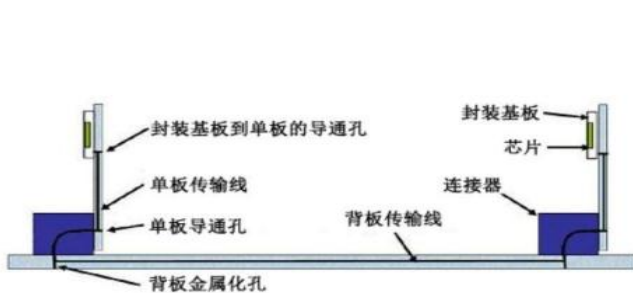 封装基板到单板的导通孔
单板传输线
单板导通孔
背板金属化孔
封装基板
芯片
连接器
背板传输线